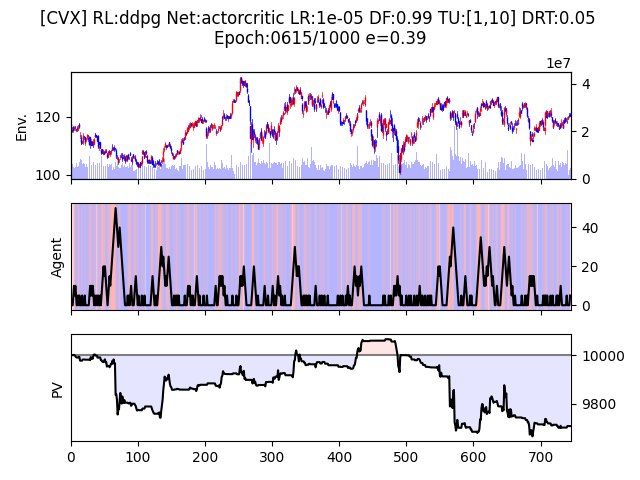 [CVX] RL:ddpg Net:actorcritic LR:1e-05 DF:0.99 TU:[1,10] DRT:0.05
Epoch:0615/1000 e=0.39
1e7
Env.
120
100
4
2
0
Agent
40
20
0
PV
10000
9800
0 100 200 300 400 500 600 700